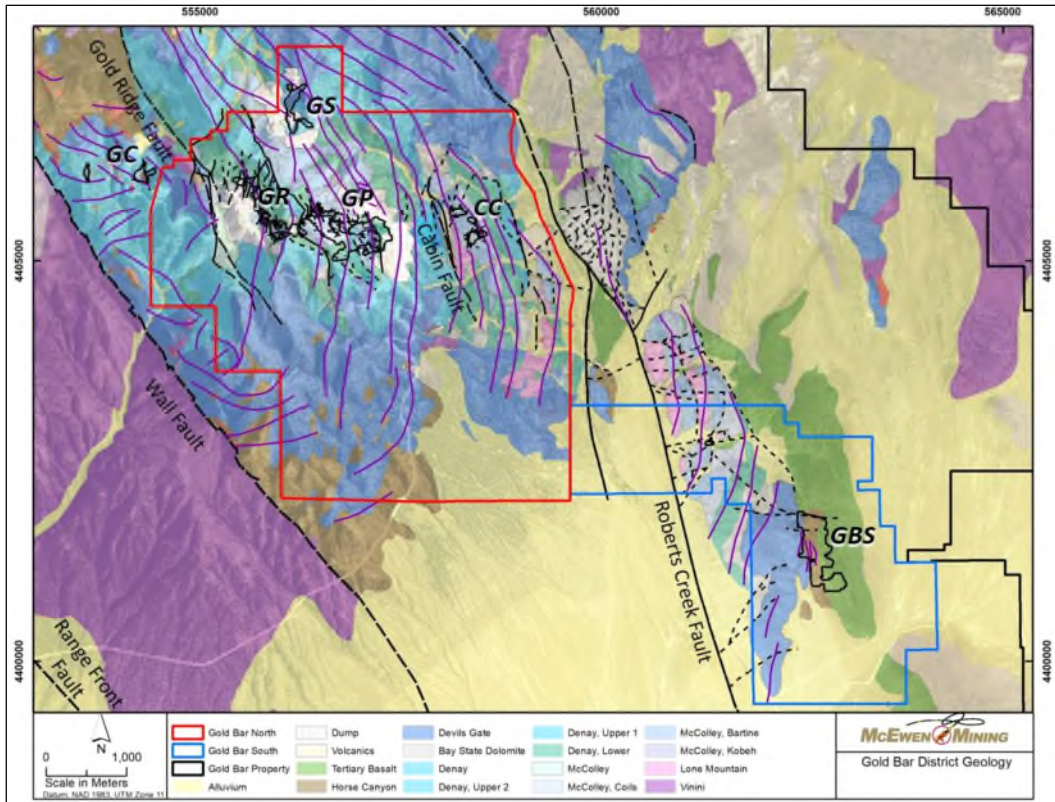 555000
560000
565000
4405000
4405000
4400000
4400000
Gold Ridge Fault
GS
GC
GR
GP
CC
Cabin Fault
Wall Fault
Roberts Creek Fault
GBS
Range Front
Fault
N
0 1,000
Scale in Meters
Datum: NAD 1983, UTM Zone 11
Gold Bar North
Gold Bar South
Gold Bar Property
Alluvium
Dump
Volcanics
Tertiary Basalt
Horse Canyon
Devils Gate
Bay State Dolomite
Denay
Denay, Upper 2
Denay, Upper 1
Denay, Lower
McColley
McColley, Coils
McColley, Bartine
McColley, Kobeh
Lone Mountain
Vinini
McEWEN MINING
Gold Bar District Geology